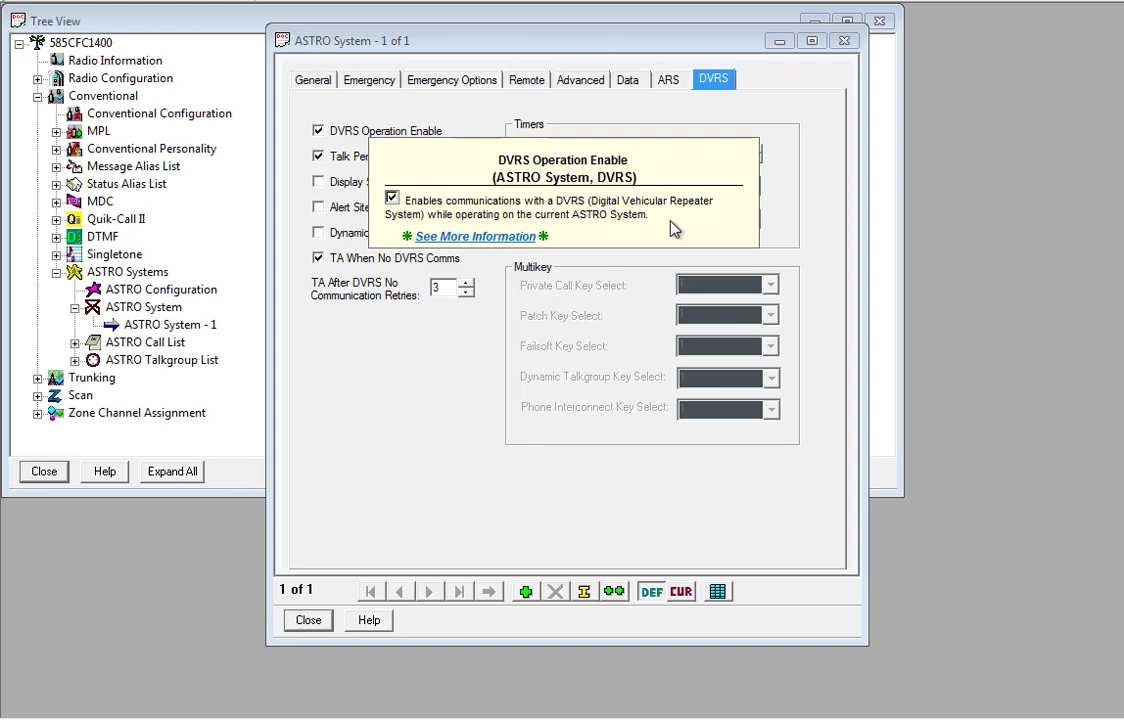 Tree View
585CFC1400
Radio Information
Radio Configuration
Conventional
Conventional Configuration
MPL
Conventional Personality
Message Alias List
Status Alias List
MDC
Quik-Call II
DTMF
Singletone
ASTRO Systems
ASTRO Configuration
ASTRO System
ASTRO System - 1
ASTRO Call List
ASTRO Talkgroup List
Trunking
Scan
Zone Channel Assignment
Close Help Expand All
ASTRO System - 1 of 1
General Emergency Emergency Options Remote Advanced Data ARS DVRS
DVRS Operation Enable
Talk Per
Display
Alert Site
Dynamic
TA When No DVRS Comms
TA After DVRS No
Communication Retries: 3
Timers
DVRS Operation Enable
(ASTRO System, DVRS)
Enables communications with a DVRS (Digital Vehicular Repeater
System) while operating on the current ASTRO System.
See More Information
Multikey
Private Call Key Select:
Patch Key Select:
Failsoft Key Select:
Dynamic Talkgroup Key Select:
Phone Interconnect Key Select:
1 of 1 DEF CUR
Close Help